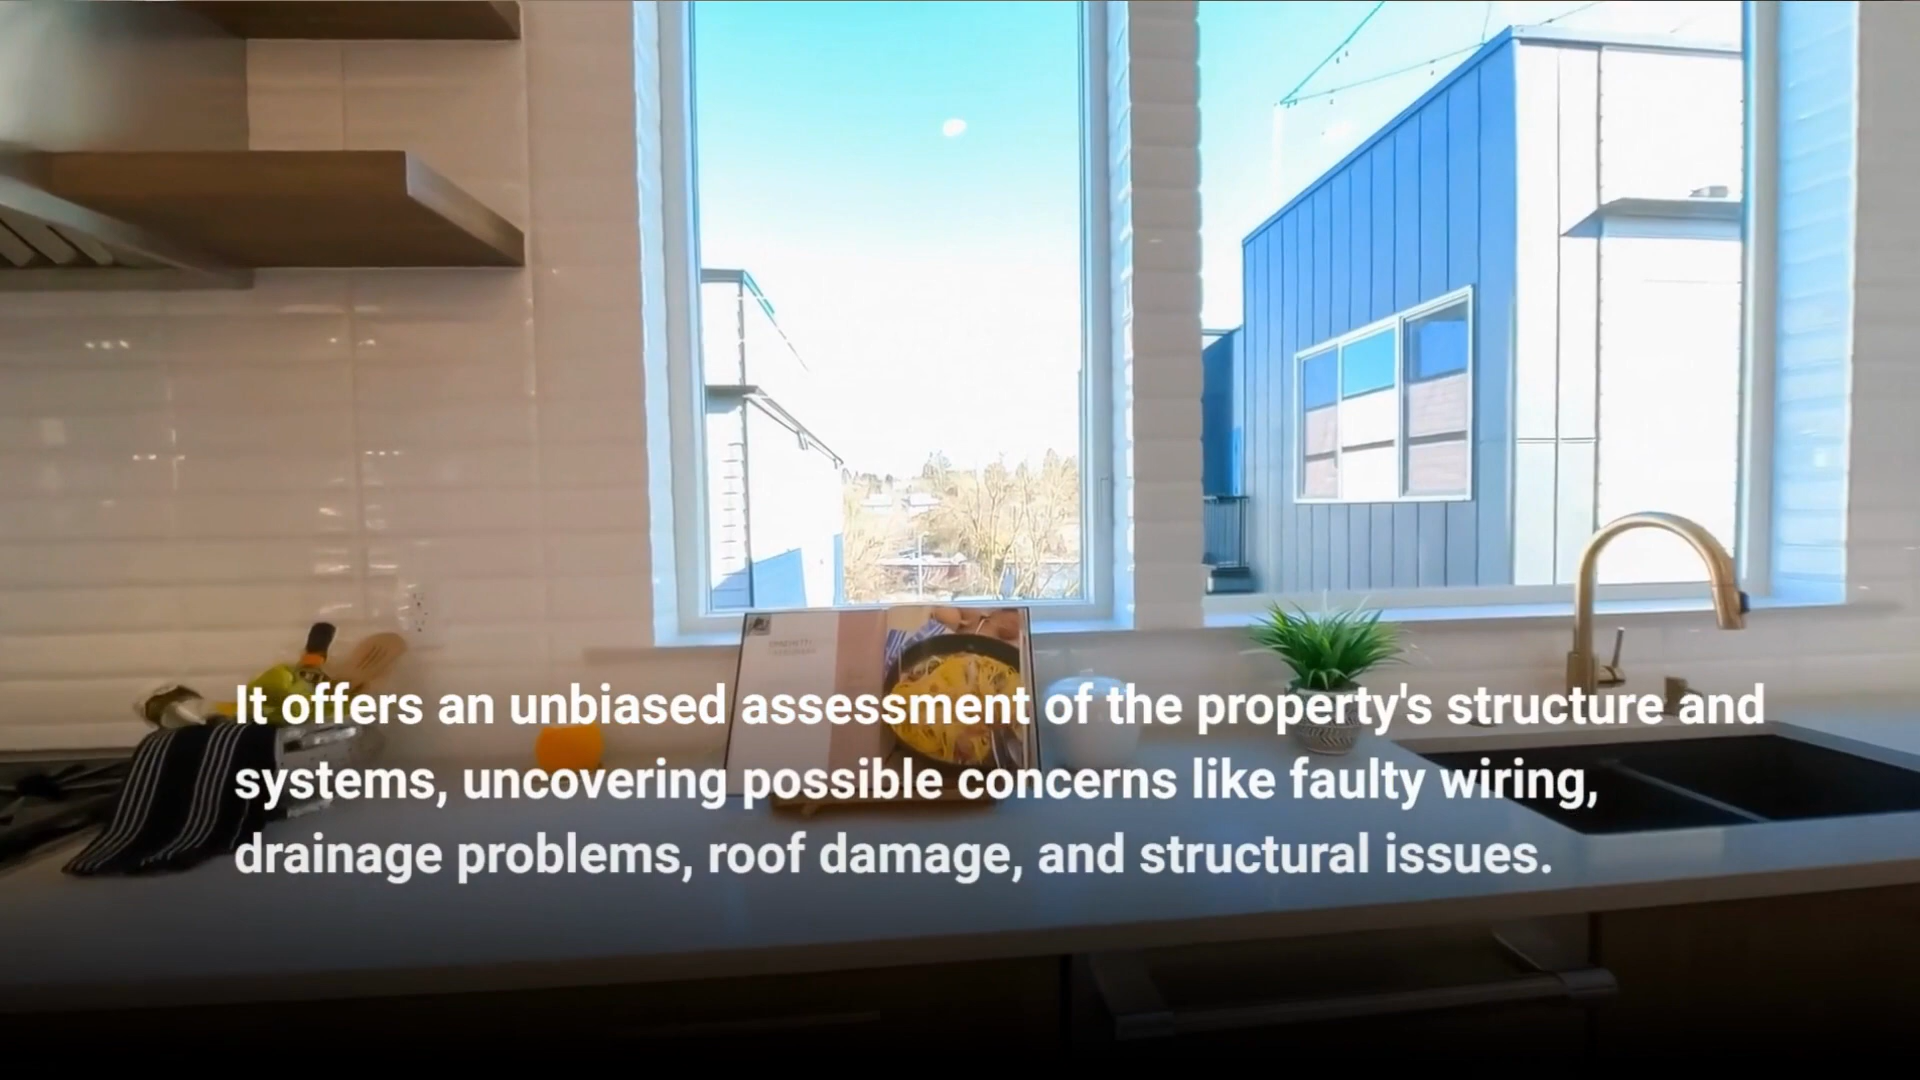 It offers an unbiased assessment of the property's structure and
systems, uncovering possible concerns like faulty wiring,
drainage problems, roof damage, and structural issues.